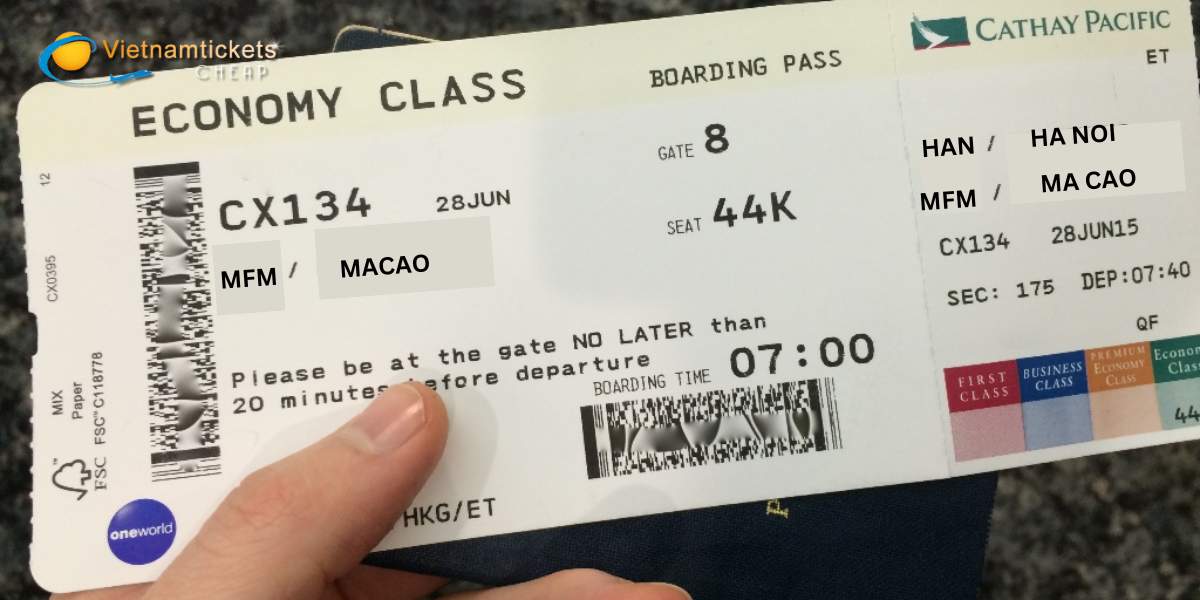 Vietnamtickets
CHEAP
ECONOMY CLASS
BOARDING PASS
CATHAY PACIFIC
ET
GATE 8
HAN / HA NOI
MFM / MA CAO
CX134 28JUN
SEAT 44K
MFM / MACAO
CX134 28JUN15
SEC: 175 DEP:07:40
QF
Please be at the gate NO LATER than
20 minutes before departure
BOARDING TIME 07:00
FIRST CLASS
BUSINESS CLASS
PREMIUM ECONOMY CLASS
44
HKG/ET
oneworld
12
CX0395
MIX
Paper
FSC™ C118778
FSC